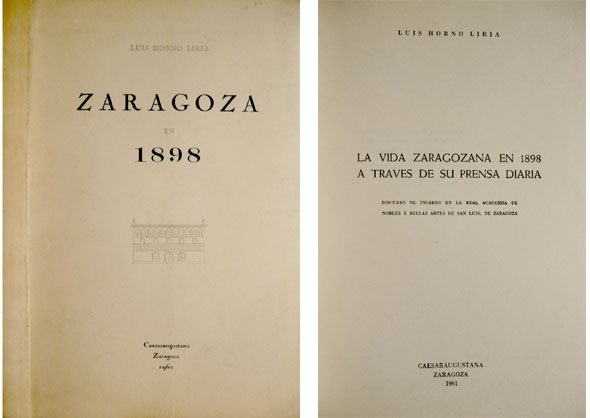 LUIS HORNO LIRIA
ZARAGOZA
EN
1898
Caesaraugustana
Zaragoza
1961
LUIS HORNO LIRIA
LA VIDA ZARAGOZANA EN 1898
A TRAVES DE SU PRENSA DIARIA
DISCURSO DE INGRESO EN LA REAL ACADEMIA DE
NOBLES Y BELLAS ARTES DE SAN LUIS, DE ZARAGOZA
CAESARAUGUSTANA
ZARAGOZA
1961